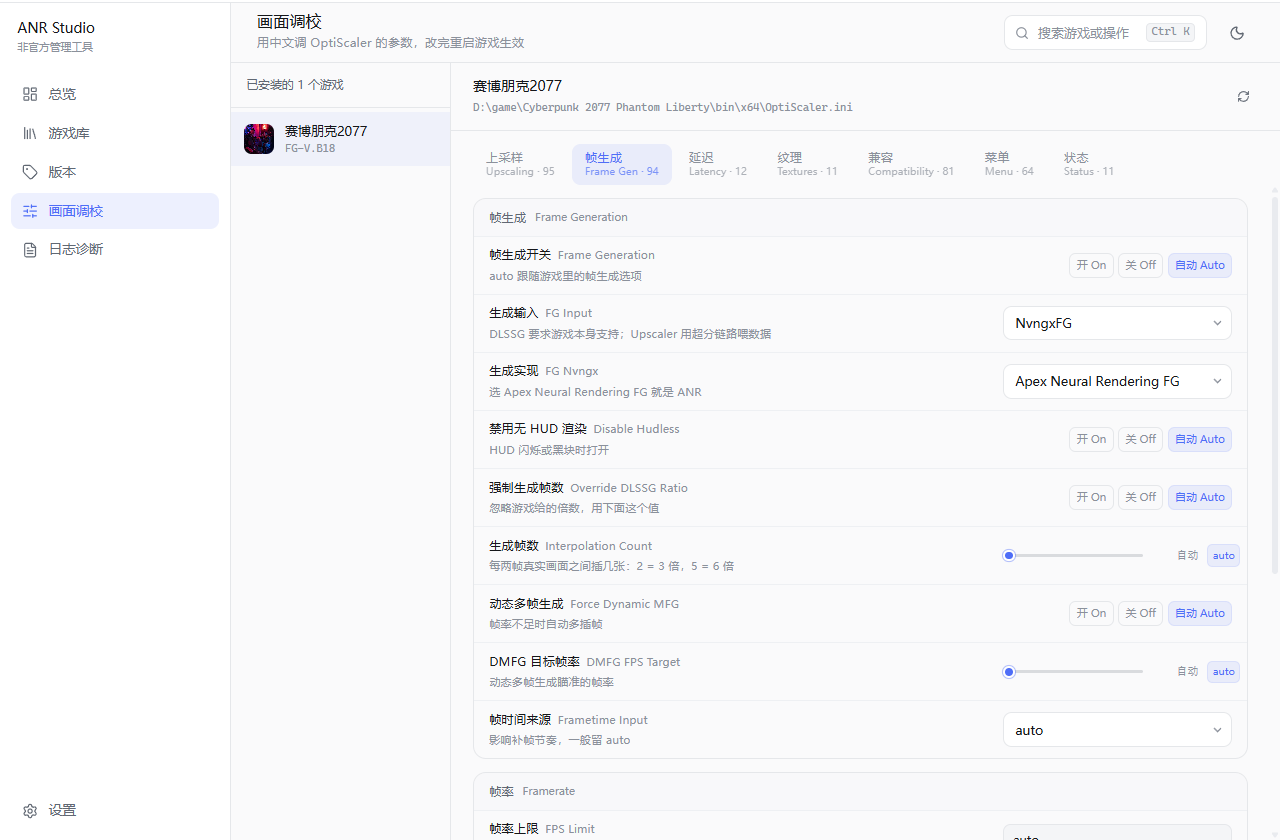 ANR Studio
非官方管理工具
总览
游戏库
版本
画面调校
日志诊断
设置
画面调校
用中文调 OptiScaler 的参数，改完重启游戏生效
搜索游戏或操作 Ctrl K
已安装的 1 个游戏
赛博朋克2077
FG-V.B18
赛博朋克2077
D:\game\Cyberpunk 2077 Phantom Liberty\bin\x64\OptiScaler.ini
上采样
Upscaling · 95
帧生成
Frame Gen · 94
延迟
Latency · 12
纹理
Textures · 11
兼容
Compatibility · 81
菜单
Menu · 64
状态
Status · 11
帧生成 Frame Generation
帧生成开关 Frame Generation
auto 跟随游戏里的帧生成选项
开 On 关 Off 自动 Auto
生成输入 FG Input
DLSSG 要求游戏本身支持；Upscaler 用超分链路喂数据
NvngxFG
生成实现 FG Nvngx
选 Apex Neural Rendering FG 就是 ANR
Apex Neural Rendering FG
禁用无 HUD 渲染 Disable Hudless
HUD 闪烁或黑块时打开
开 On 关 Off 自动 Auto
强制生成帧数 Override DLSSG Ratio
忽略游戏给的倍数，用下面这个值
开 On 关 Off 自动 Auto
生成帧数 Interpolation Count
每两帧真实画面之间插几张：2 = 3 倍，5 = 6 倍
自动 auto
动态多帧生成 Force Dynamic MFG
帧率不足时自动多插帧
开 On 关 Off 自动 Auto
DMFG 目标帧率 DMFG FPS Target
动态多帧生成瞄准的帧率
自动 auto
帧时间来源 Frametime Input
影响补帧节奏，一般留 auto
auto
帧率 Framerate
帧率上限 FPS Limit
auto